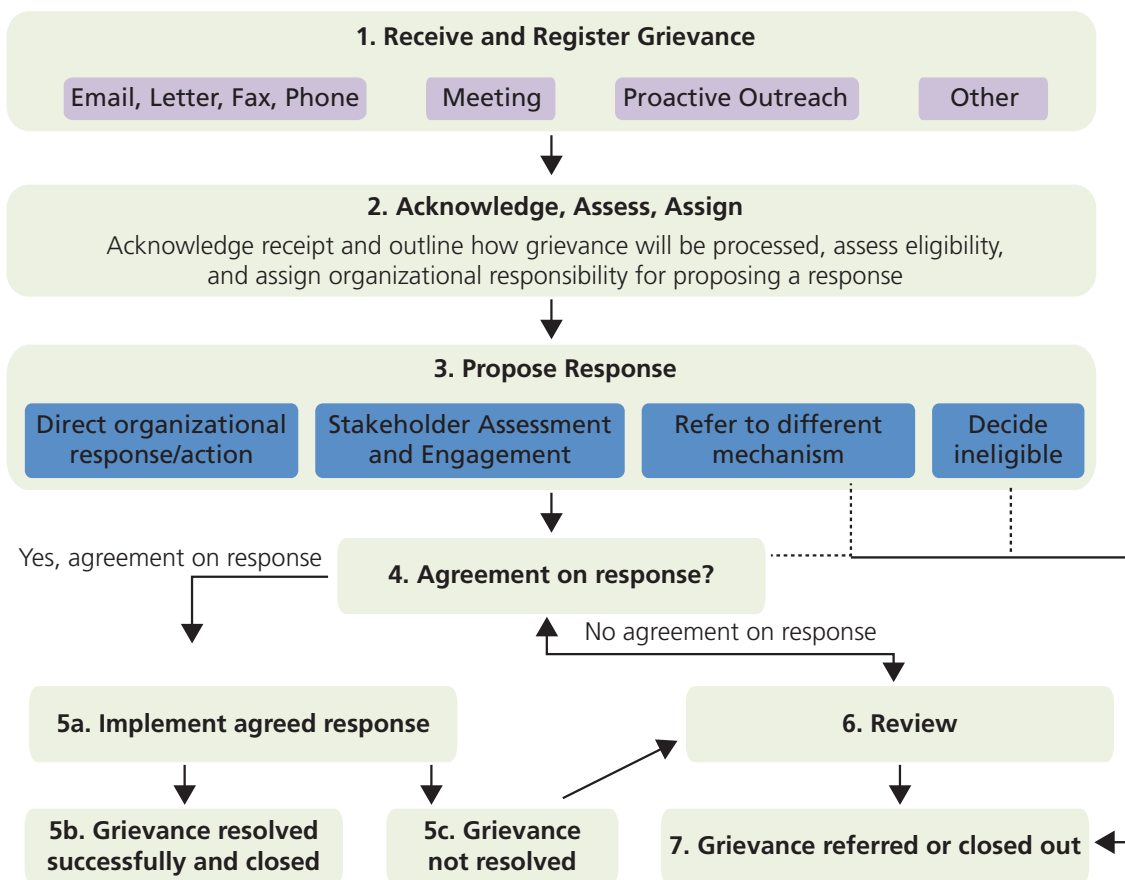 1. Receive and Register Grievance
Email, Letter, Fax, Phone
Meeting
Proactive Outreach
Other
2. Acknowledge, Assess, Assign
Acknowledge receipt and outline how grievance will be processed, assess eligibility,
and assign organizational responsibility for proposing a response
3. Propose Response
Direct organizational
response/action
Stakeholder Assessment
and Engagement
Refer to different
mechanism
Decide
ineligible
Yes, agreement on response
4. Agreement on response?
No agreement on response
5a. Implement agreed response
6. Review
5b. Grievance resolved
successfully and closed
5c. Grievance
not resolved
7. Grievance referred or closed out